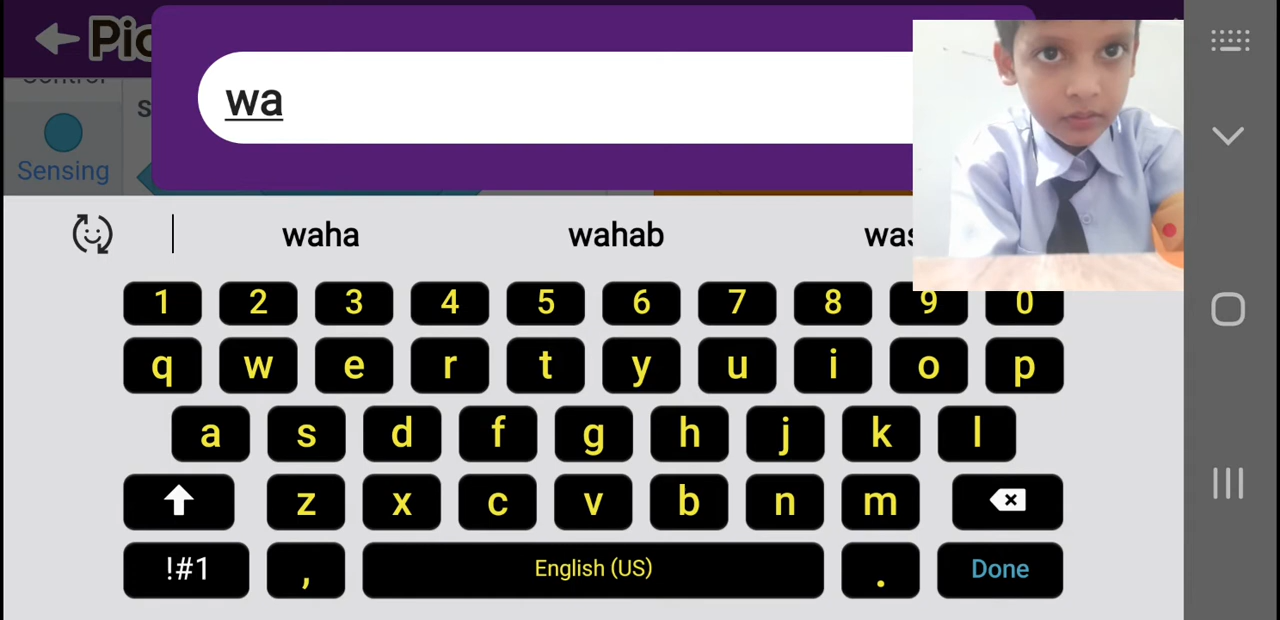 Pic
Control
S
wa
Sensing
waha wahab was
1 2 3 4 5 6 7 8 9 0
q w e r t y u i o p
a s d f g h j k l
z x c v b n m
!#1 , English (US) . Done